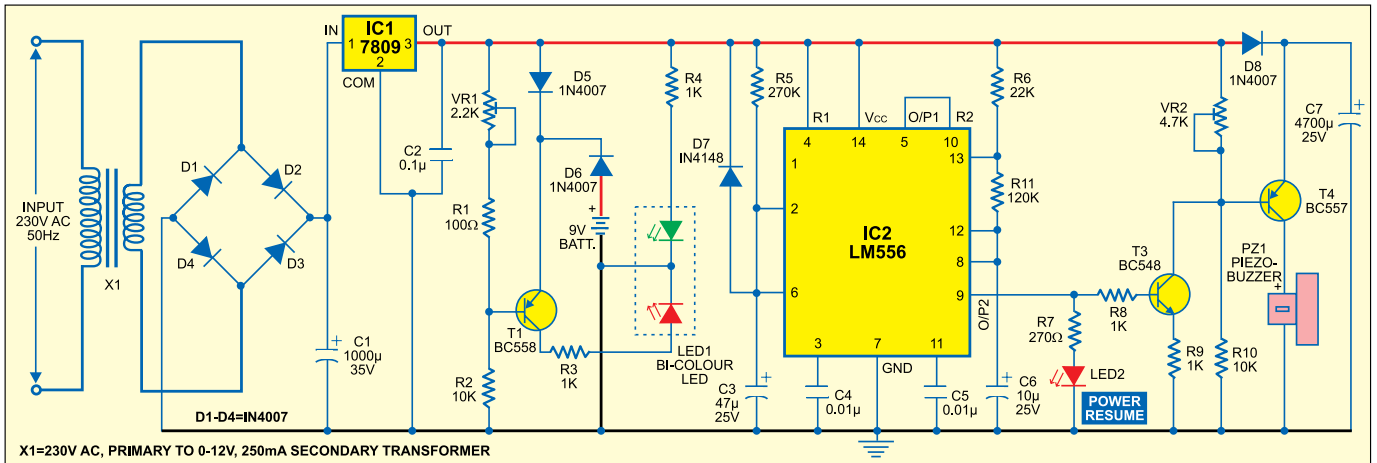 INPUT
230V AC
50Hz
X1
D1
D2
D4
D3
D1-D4=IN4007
X1=230V AC, PRIMARY TO 0-12V, 250mA SECONDARY TRANSFORMER
C1
1000µ
35V
IN
IC1
7809
OUT
1
3
2
COM
C2
0.1µ
VR1
2.2K
R1
100Ω
R2
10K
D5
1N4007
D6
1N4007
+
9V
BATT.
T1
BC558
R3
1K
R4
1K
LED1
BI-COLOUR
LED
D7
IN4148
R5
270K
C3
47µ
25V
R1
Vcc
O/P1
R2
4
14
5
10
1
2
6
13
12
8
9
IC2
LM556
3
7
11
GND
O/P2
C4
0.01µ
C5
0.01µ
R6
22K
R11
120K
C6
10µ
25V
R7
270Ω
LED2
POWER
RESUME
R8
1K
T3
BC548
R9
1K
R10
10K
VR2
4.7K
D8
1N4007
T4
BC557
PZ1
PIEZO-
BUZZER
+
C7
4700µ
25V